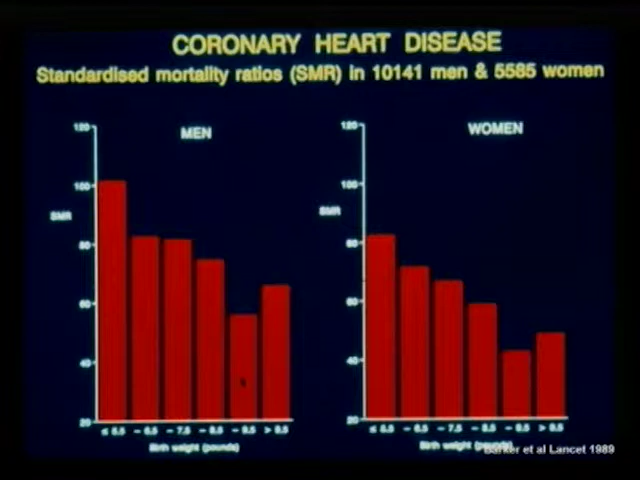 CORONARY HEART DISEASE
Standardised mortality ratios (SMR) in 10141 men & 5585 women
MEN
120
100
SMR
80
60
40
20
≤ 5.5 – 6.5 – 7.5 – 8.5 – 9.5 > 9.5
Birth weight (pounds)
WOMEN
120
100
SMR
80
60
40
20
≤ 5.5 – 6.5 – 7.5 – 8.5 – 9.5 > 9.5
Birth weight (pounds)
Barker et al Lancet 1989